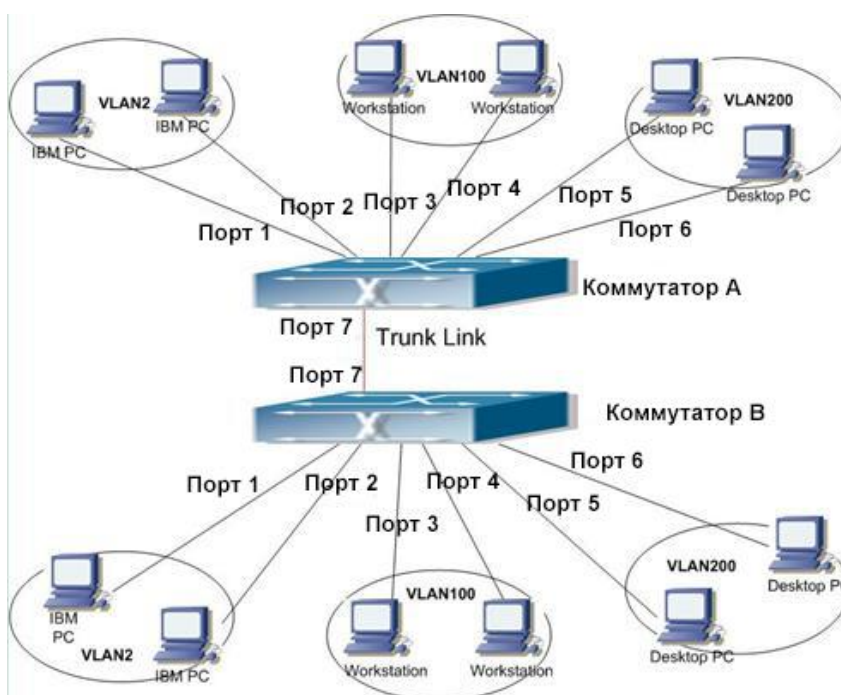 VLAN2
IBM PC
IBM PC
VLAN100
Workstation
Workstation
VLAN200
Desktop PC
Desktop PC
Порт 1
Порт 2
Порт 3
Порт 4
Порт 5
Порт 6
Коммутатор А
Порт 7
Trunk Link
Порт 7
Коммутатор В
Порт 1
Порт 2
Порт 3
Порт 4
Порт 5
Порт 6
IBM
PC
VLAN2
IBM PC
VLAN100
Workstation
Workstation
VLAN200
Desktop PC
Desktop PC